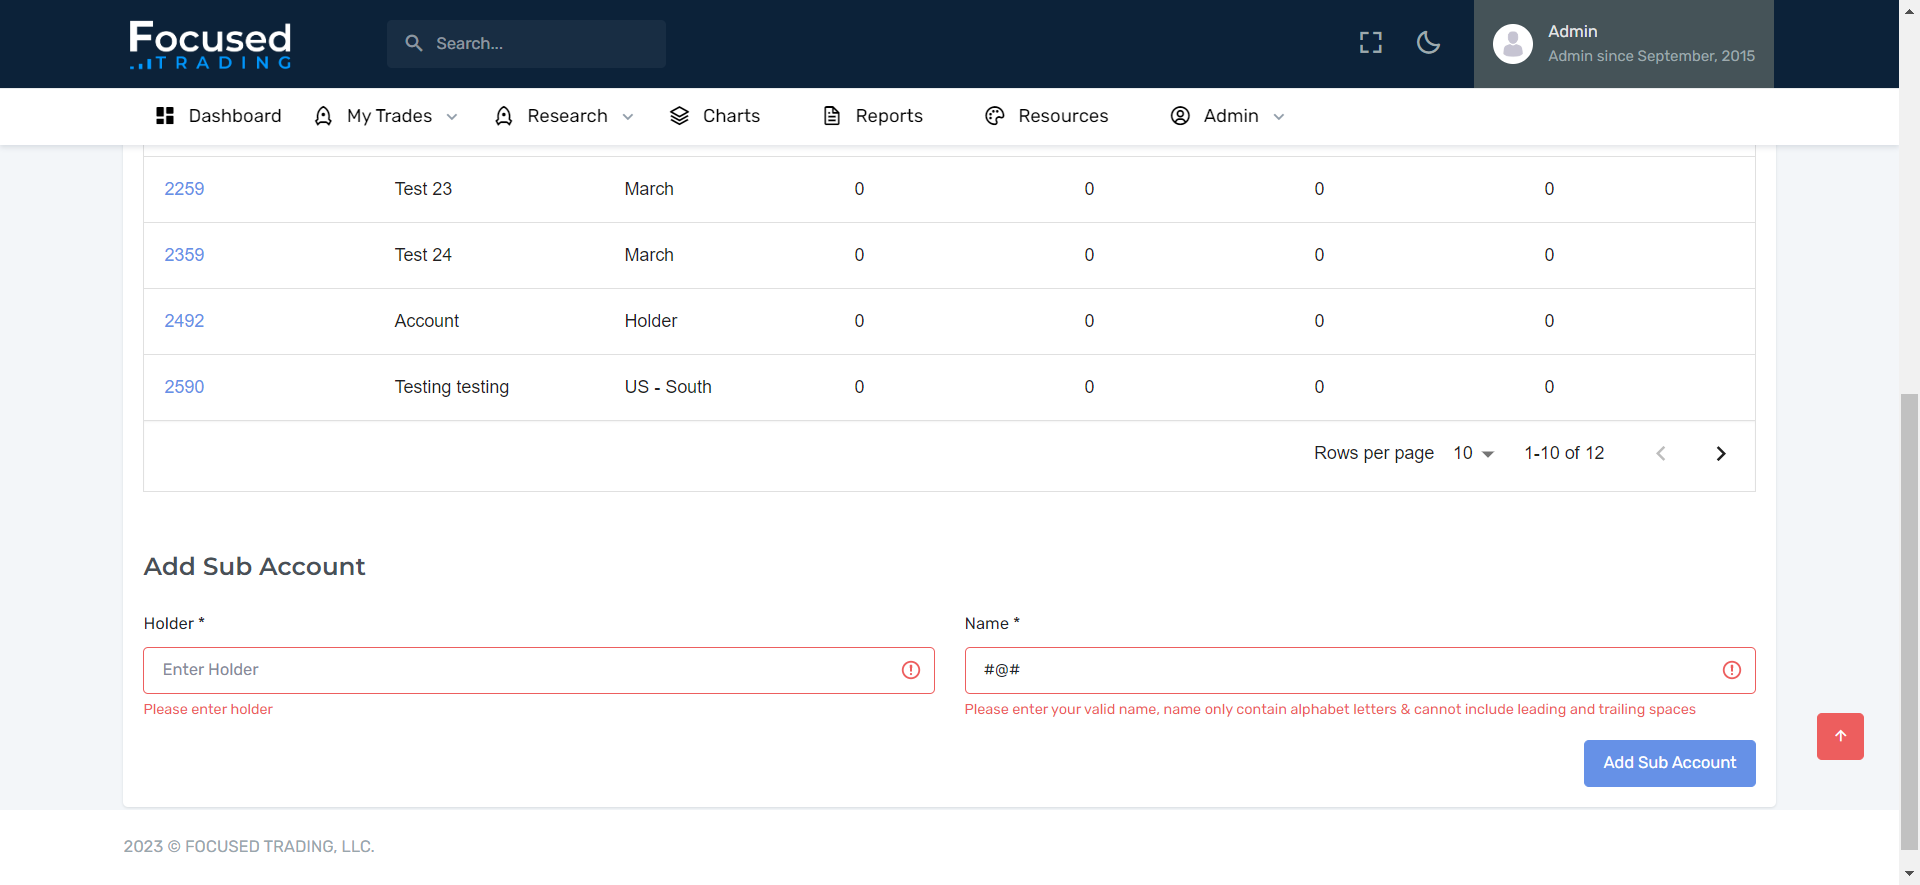 Focused
TRADING
Search...
Admin
Admin since September, 2015
Dashboard My Trades Research Charts Reports Resources Admin
2259 Test 23 March 0 0 0 0
2359 Test 24 March 0 0 0 0
2492 Account Holder 0 0 0 0
2590 Testing testing US - South 0 0 0 0
Rows per page 10 1-10 of 12
Add Sub Account
Holder * Name *
Enter Holder #@#
Please enter holder Please enter your valid name, name only contain alphabet letters & cannot include leading and trailing spaces
Add Sub Account
2023 © FOCUSED TRADING, LLC.